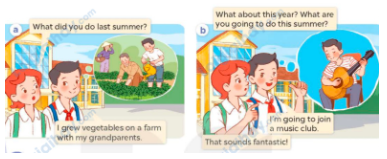 a
What did you do last summer?
I grew vegetables on a farm
with my grandparents.
b
What about this year? What are
you going to do this summer?
I'm going to join
a music club.
That sounds fantastic!